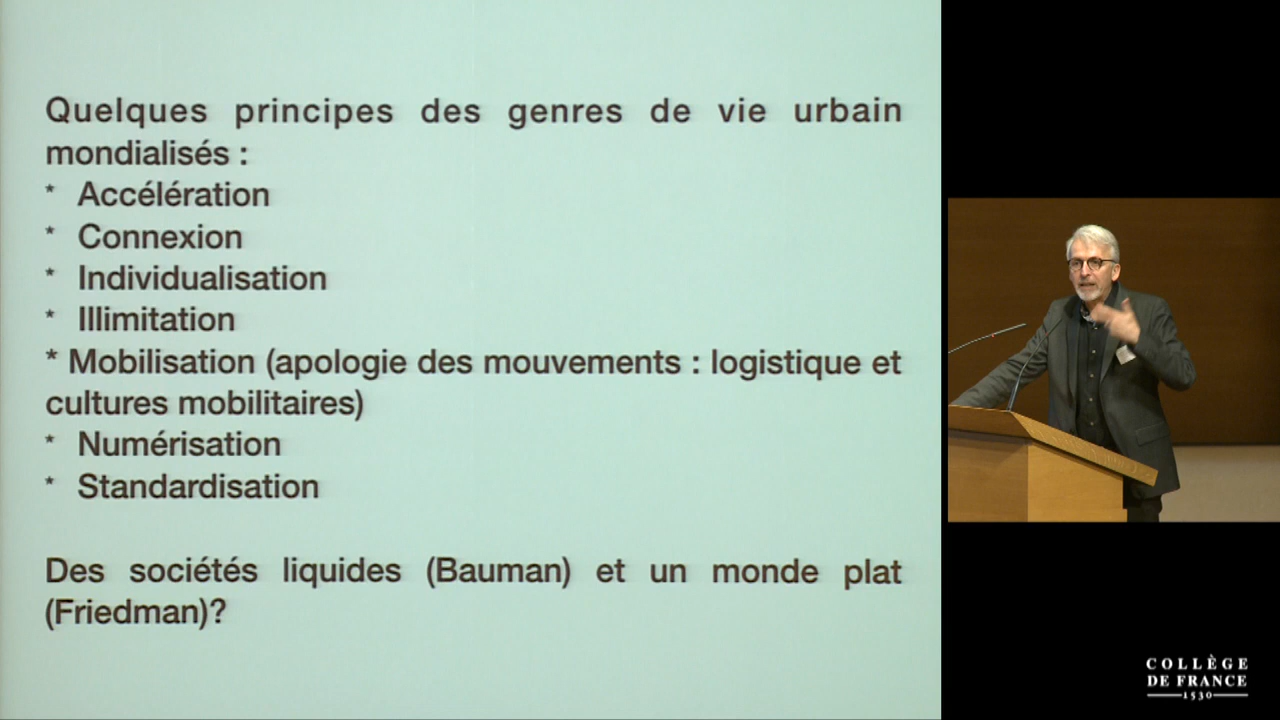 Quelques principes des genres de vie urbain
mondialisés :
* Accélération
* Connexion
* Individualisation
* Illimitation
* Mobilisation (apologie des mouvements : logistique et
cultures mobilitaires)
* Numérisation
* Standardisation
Des sociétés liquides (Bauman) et un monde plat
(Friedman)?
COLLÈGE
DE FRANCE
1530